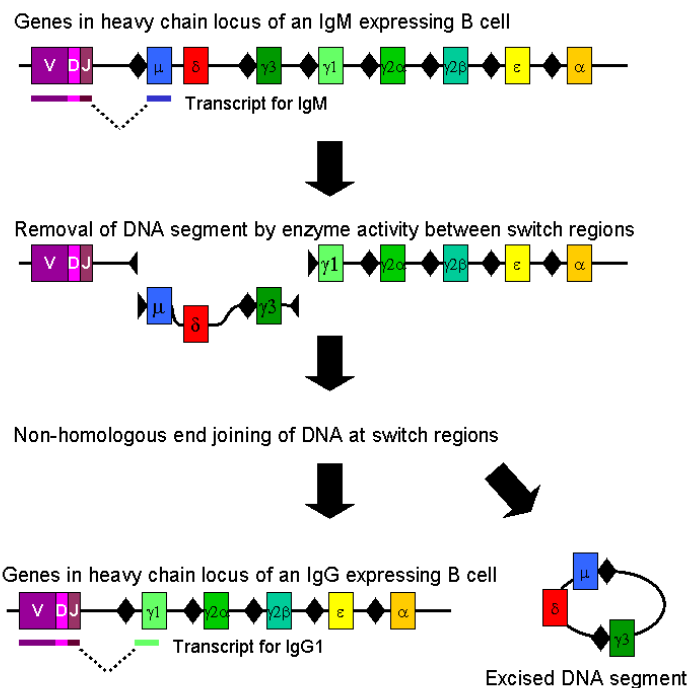 Genes in heavy chain locus of an IgM expressing B cell
V D J μ δ γ3 γ1 γ2α γ2β ε α
Transcript for IgM
Removal of DNA segment by enzyme activity between switch regions
V D J γ1 γ2α γ2β ε α
μ δ γ3
Non-homologous end joining of DNA at switch regions
Genes in heavy chain locus of an IgG expressing B cell
V D J γ1 γ2α γ2β ε α
Transcript for IgG1
μ
δ
γ3
Excised DNA segment